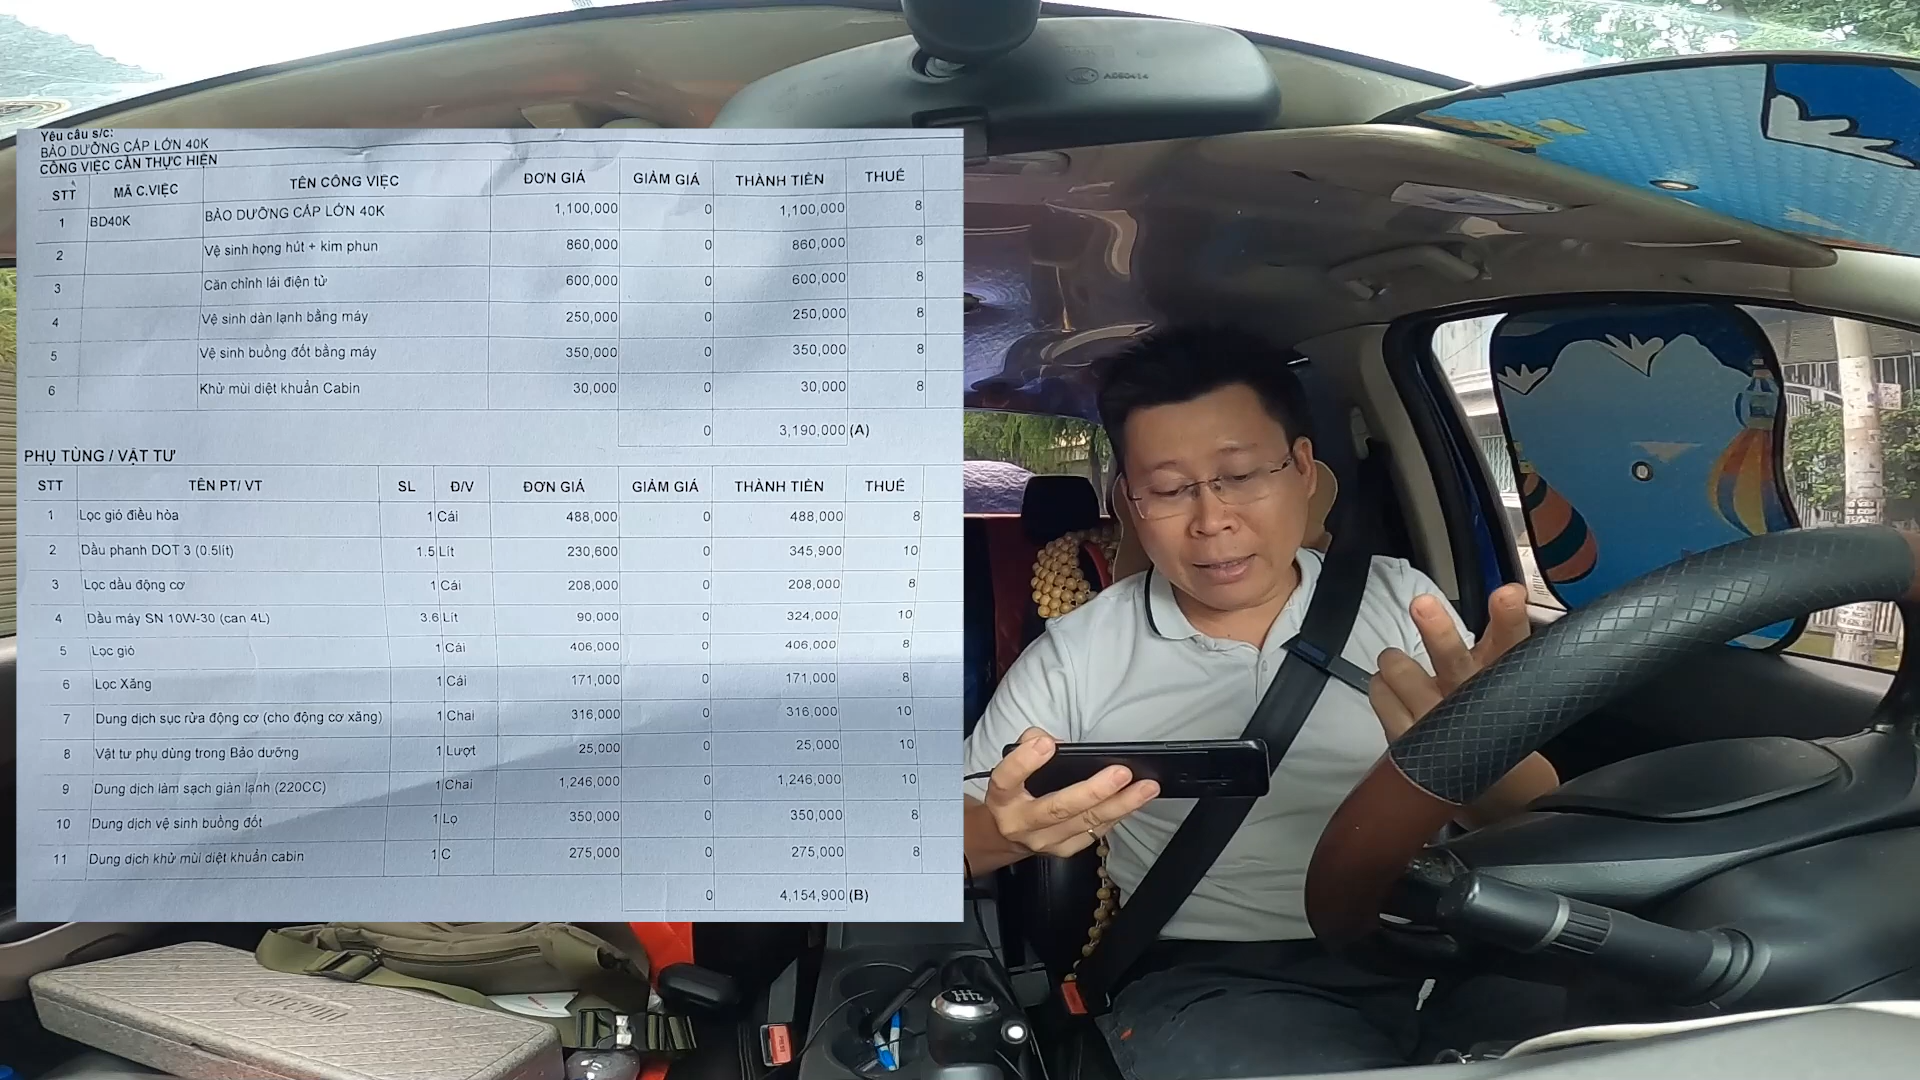 A050414
Yêu cầu s/c:
BẢO DƯỠNG CẤP LỚN 40K
CÔNG VIỆC CẦN THỰC HIỆN
STT MÃ C.VIỆC TÊN CÔNG VIỆC ĐƠN GIÁ GIẢM GIÁ THÀNH TIỀN THUẾ
1 BD40K BẢO DƯỠNG CẤP LỚN 40K 1,100,000 0 1,100,000 8
2 Vệ sinh họng hút + kim phun 860,000 0 860,000 8
3 Cân chỉnh lái điện tử 600,000 0 600,000 8
4 Vệ sinh dàn lạnh bằng máy 250,000 0 250,000 8
5 Vệ sinh buồng đốt bằng máy 350,000 0 350,000 8
6 Khử mùi diệt khuẩn Cabin 30,000 0 30,000 8
0 3,190,000 (A)
PHỤ TÙNG / VẬT TƯ
STT TÊN PT/ VT SL Đ/V ĐƠN GIÁ GIẢM GIÁ THÀNH TIỀN THUẾ
1 Lọc gió điều hòa 1 Cái 488,000 0 488,000 8
2 Dầu phanh DOT 3 (0.5lít) 1.5 Lít 230,600 0 345,900 10
3 Lọc dầu động cơ 1 Cái 208,000 0 208,000 8
4 Dầu máy SN 10W-30 (can 4L) 3.6 Lít 90,000 0 324,000 10
5 Lọc gió 1 Cái 406,000 0 406,000 8
6 Lọc Xăng 1 Cái 171,000 0 171,000 8
7 Dung dịch sục rửa động cơ (cho động cơ xăng) 1 Chai 316,000 0 316,000 10
8 Vật tư phụ dùng trong Bảo dưỡng 1 Lượt 25,000 0 25,000 10
9 Dung dịch làm sạch giàn lạnh (220CC) 1 Chai 1,246,000 0 1,246,000 10
10 Dung dịch vệ sinh buồng đốt 1 Lọ 350,000 0 350,000 8
11 Dung dịch khử mùi diệt khuẩn cabin 1 C 275,000 0 275,000 8
0 4,154,900 (B)